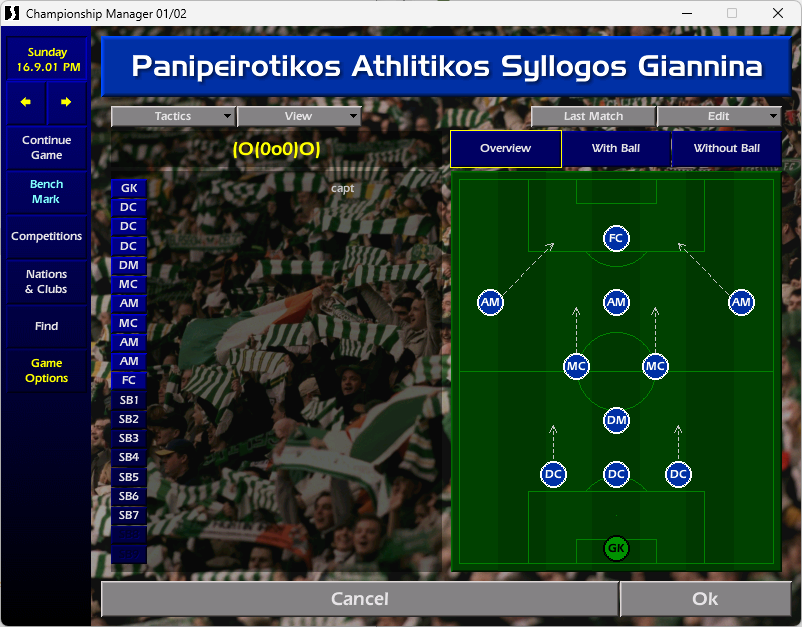 Championship Manager 01/02
Sunday
16.9.01 PM
Continue
Game
Bench
Mark
Competitions
Nations
& Clubs
Find
Game
Options
Panipeirotikos Athlitikos Syllogos Giannina
Tactics
View
Last Match
Edit
(O(0o0)O)
Overview
With Ball
Without Ball
GK
capt
DC
DC
DC
DM
MC
AM
MC
AM
AM
FC
SB1
SB2
SB3
SB4
SB5
SB6
SB7
FC
AM
AM
AM
MC
MC
DM
DC
DC
DC
GK
Cancel
Ok